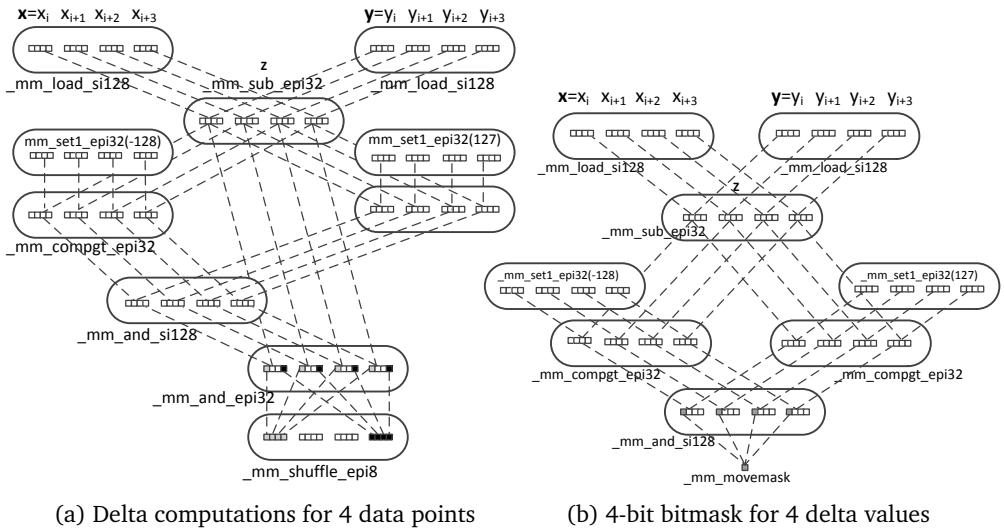 x=xi xi+1 xi+2 xi+3
y=yi yi+1 yi+2 yi+3
_mm_load_si128
z
_mm_sub_epi32
_mm_load_si128
mm_set1_epi32(-128)
mm_set1_epi32(127)
_mm_compgt_epi32
_mm_and_si128
_mm_and_epi32
_mm_shuffle_epi8
(a) Delta computations for 4 data points
x=xi xi+1 xi+2 xi+3
y=yi yi+1 yi+2 yi+3
_mm_load_si128
_mm_load_si128
z
_mm_sub_epi32
_mm_set1_epi32(-128)
_mm_set1_epi32(127)
_mm_compgt_epi32
_mm_compgt_epi32
_mm_and_si128
_mm_movemask
(b) 4-bit bitmask for 4 delta values